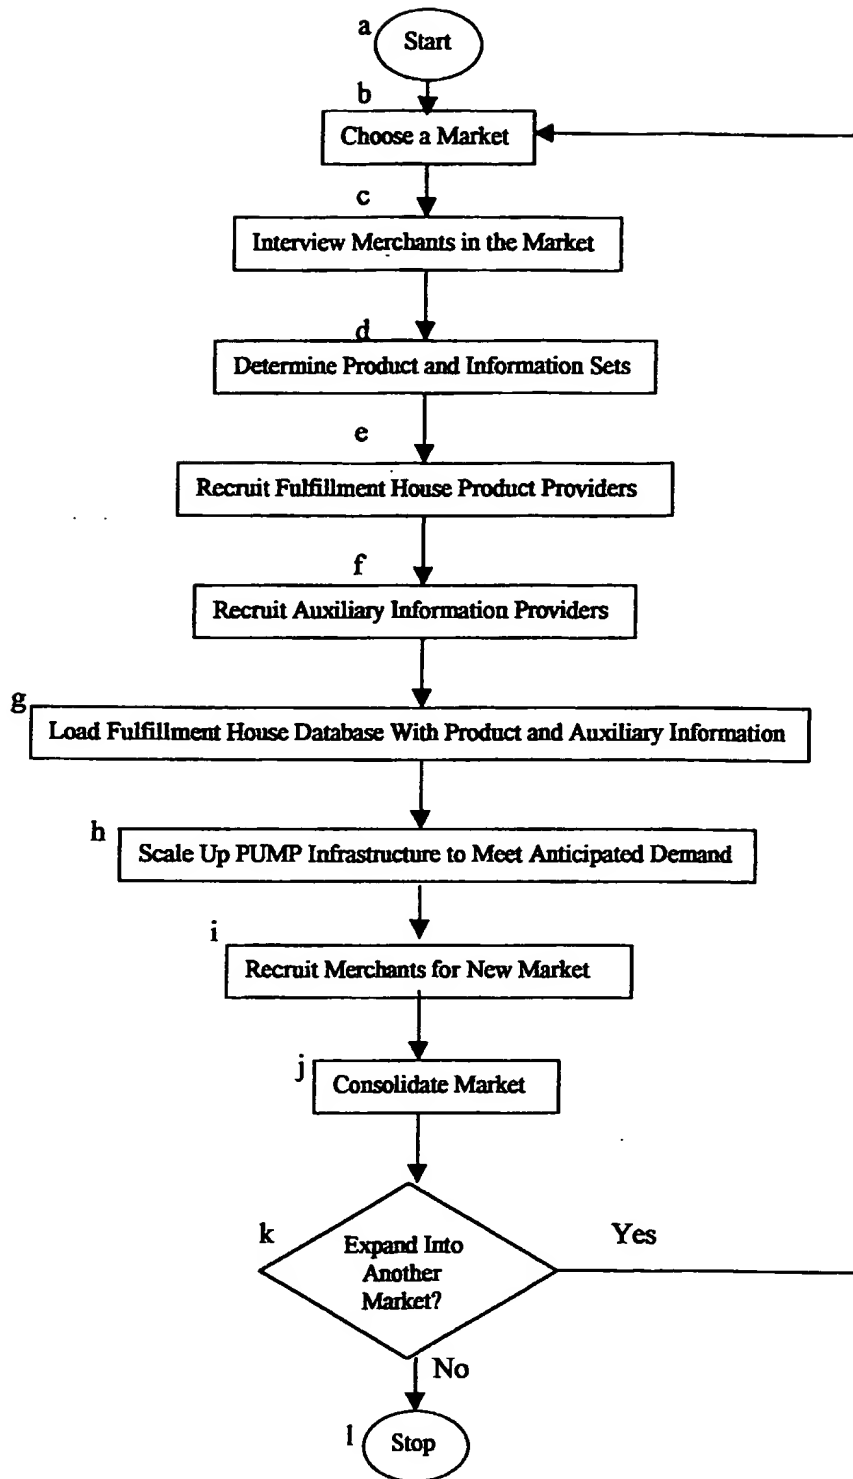 a
Start
b
Choose a Market
c
Interview Merchants in the Market
d
Determine Product and Information Sets
e
Recruit Fulfillment House Product Providers
f
Recruit Auxiliary Information Providers
g
Load Fulfillment House Database With Product and Auxiliary Information
h
Scale Up PUMP Infrastructure to Meet Anticipated Demand
i
Recruit Merchants for New Market
j
Consolidate Market
k
Expand Into
Another
Market?
Yes
No
l
Stop